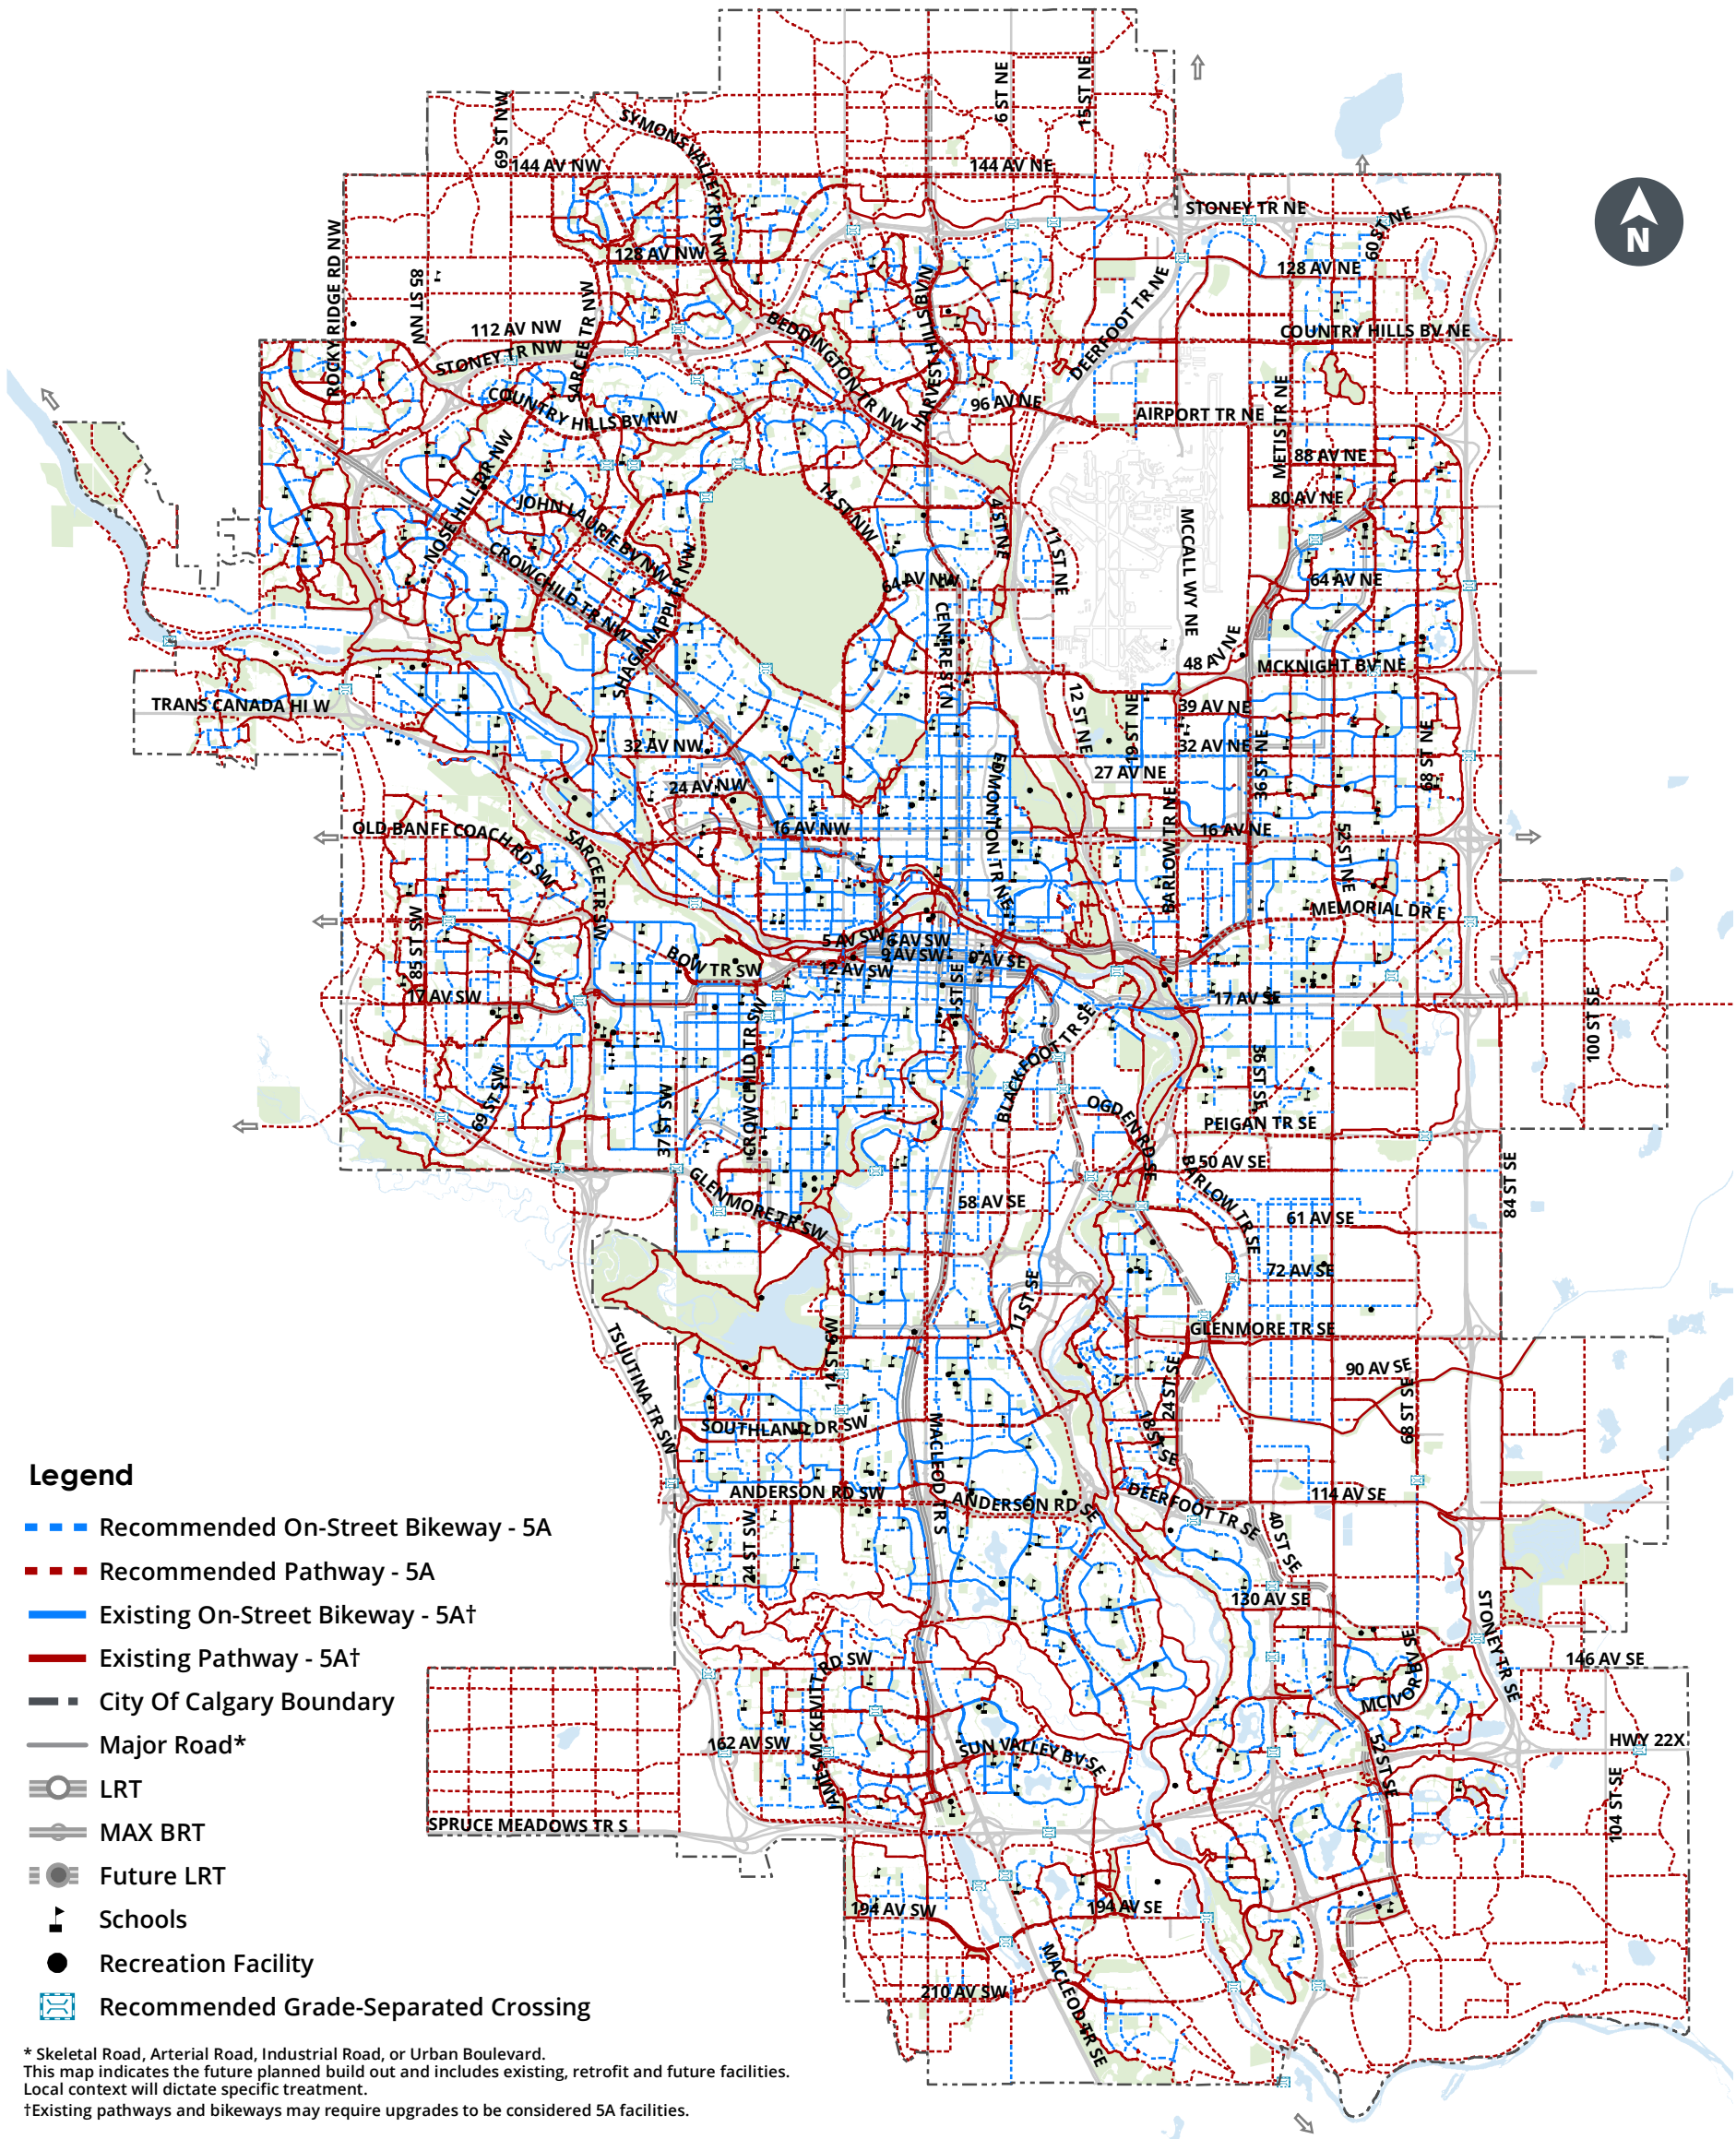 6 ST NE
15 ST NE
69 ST NW
SYMONS VALLEY RD NW
144 AV NW
144 AV NE
STONEY TR NE
60 ST NE
N
ROCKY RIDGE RD NW
85 ST NW
128 AV NW
128 AV NE
HARVEST HILLS BV N
DEERFOOT TR NE
112 AV NW
SARCEE TR NW
BEDDINGTON TR NW
COUNTRY HILLS BV NE
STONEY TR NW
COUNTRY HILLS BV NW
96 AV NE
AIRPORT TR NE
METIS TR NE
NOSE HILL DR NW
88 AV NE
80 AV NE
JOHN LAURIE BV NW
14 ST NW
4 ST NE
11 ST NE
MCCALL WY NE
CROWCHILD TR NW
SHAGANAPPI TR NW
64 AV NW
64 AV NE
CENTRE ST N
48 AV NE
MCKNIGHT BV NE
TRANS CANADA HI W
12 ST NE
19 ST NE
39 AV NE
32 AV NW
32 AV NE
36 ST NE
68 ST NE
27 AV NE
24 AV NW
EDMONTON TR NE
BARLOW TR NE
OLD BANFF COACH RD SW
16 AV NW
16 AV NE
52 ST NE
SARCEE TR SW
MEMORIAL DR E
85 ST SW
5 AV SW
6 AV SW
9 AV SW
9 AV SE
BOW TR SW
12 AV SW
1 ST SE
17 AV SW
17 AV SE
100 ST SE
CROWCHILD TR SW
BLACKFOOT TR SE
36 ST SE
69 ST SW
37 ST SW
OGDEN RD SE
PEIGAN TR SE
50 AV SE
84 ST SE
GLENMORE TR SW
BARLOW TR SE
58 AV SE
61 AV SE
72 AV SE
11 ST SE
TSUUTINA TR SW
14 ST SW
GLENMORE TR SE
90 AV SE
24 ST SE
68 ST SE
18 ST SE
SOUTHLAND DR SW
MACLEOD TR S
ANDERSON RD SW
ANDERSON RD SE
DEERFOOT TR SE
114 AV SE
24 ST SW
40 ST SE
130 AV SE
STONEY TR SE
146 AV SE
MCIVOR BV SE
JAMES MCKEVITT RD SW
162 AV SW
SUN VALLEY BV SE
52 ST SE
HWY 22X
104 ST SE
SPRUCE MEADOWS TR S
194 AV SW
194 AV SE
210 AV SW
MACLEOD TR SE
Legend
Recommended On-Street Bikeway - 5A
Recommended Pathway - 5A
Existing On-Street Bikeway - 5A†
Existing Pathway - 5A†
City Of Calgary Boundary
Major Road*
LRT
MAX BRT
Future LRT
Schools
Recreation Facility
Recommended Grade-Separated Crossing
* Skeletal Road, Arterial Road, Industrial Road, or Urban Boulevard.
This map indicates the future planned build out and includes existing, retrofit and future facilities.
Local context will dictate specific treatment.
†Existing pathways and bikeways may require upgrades to be considered 5A facilities.